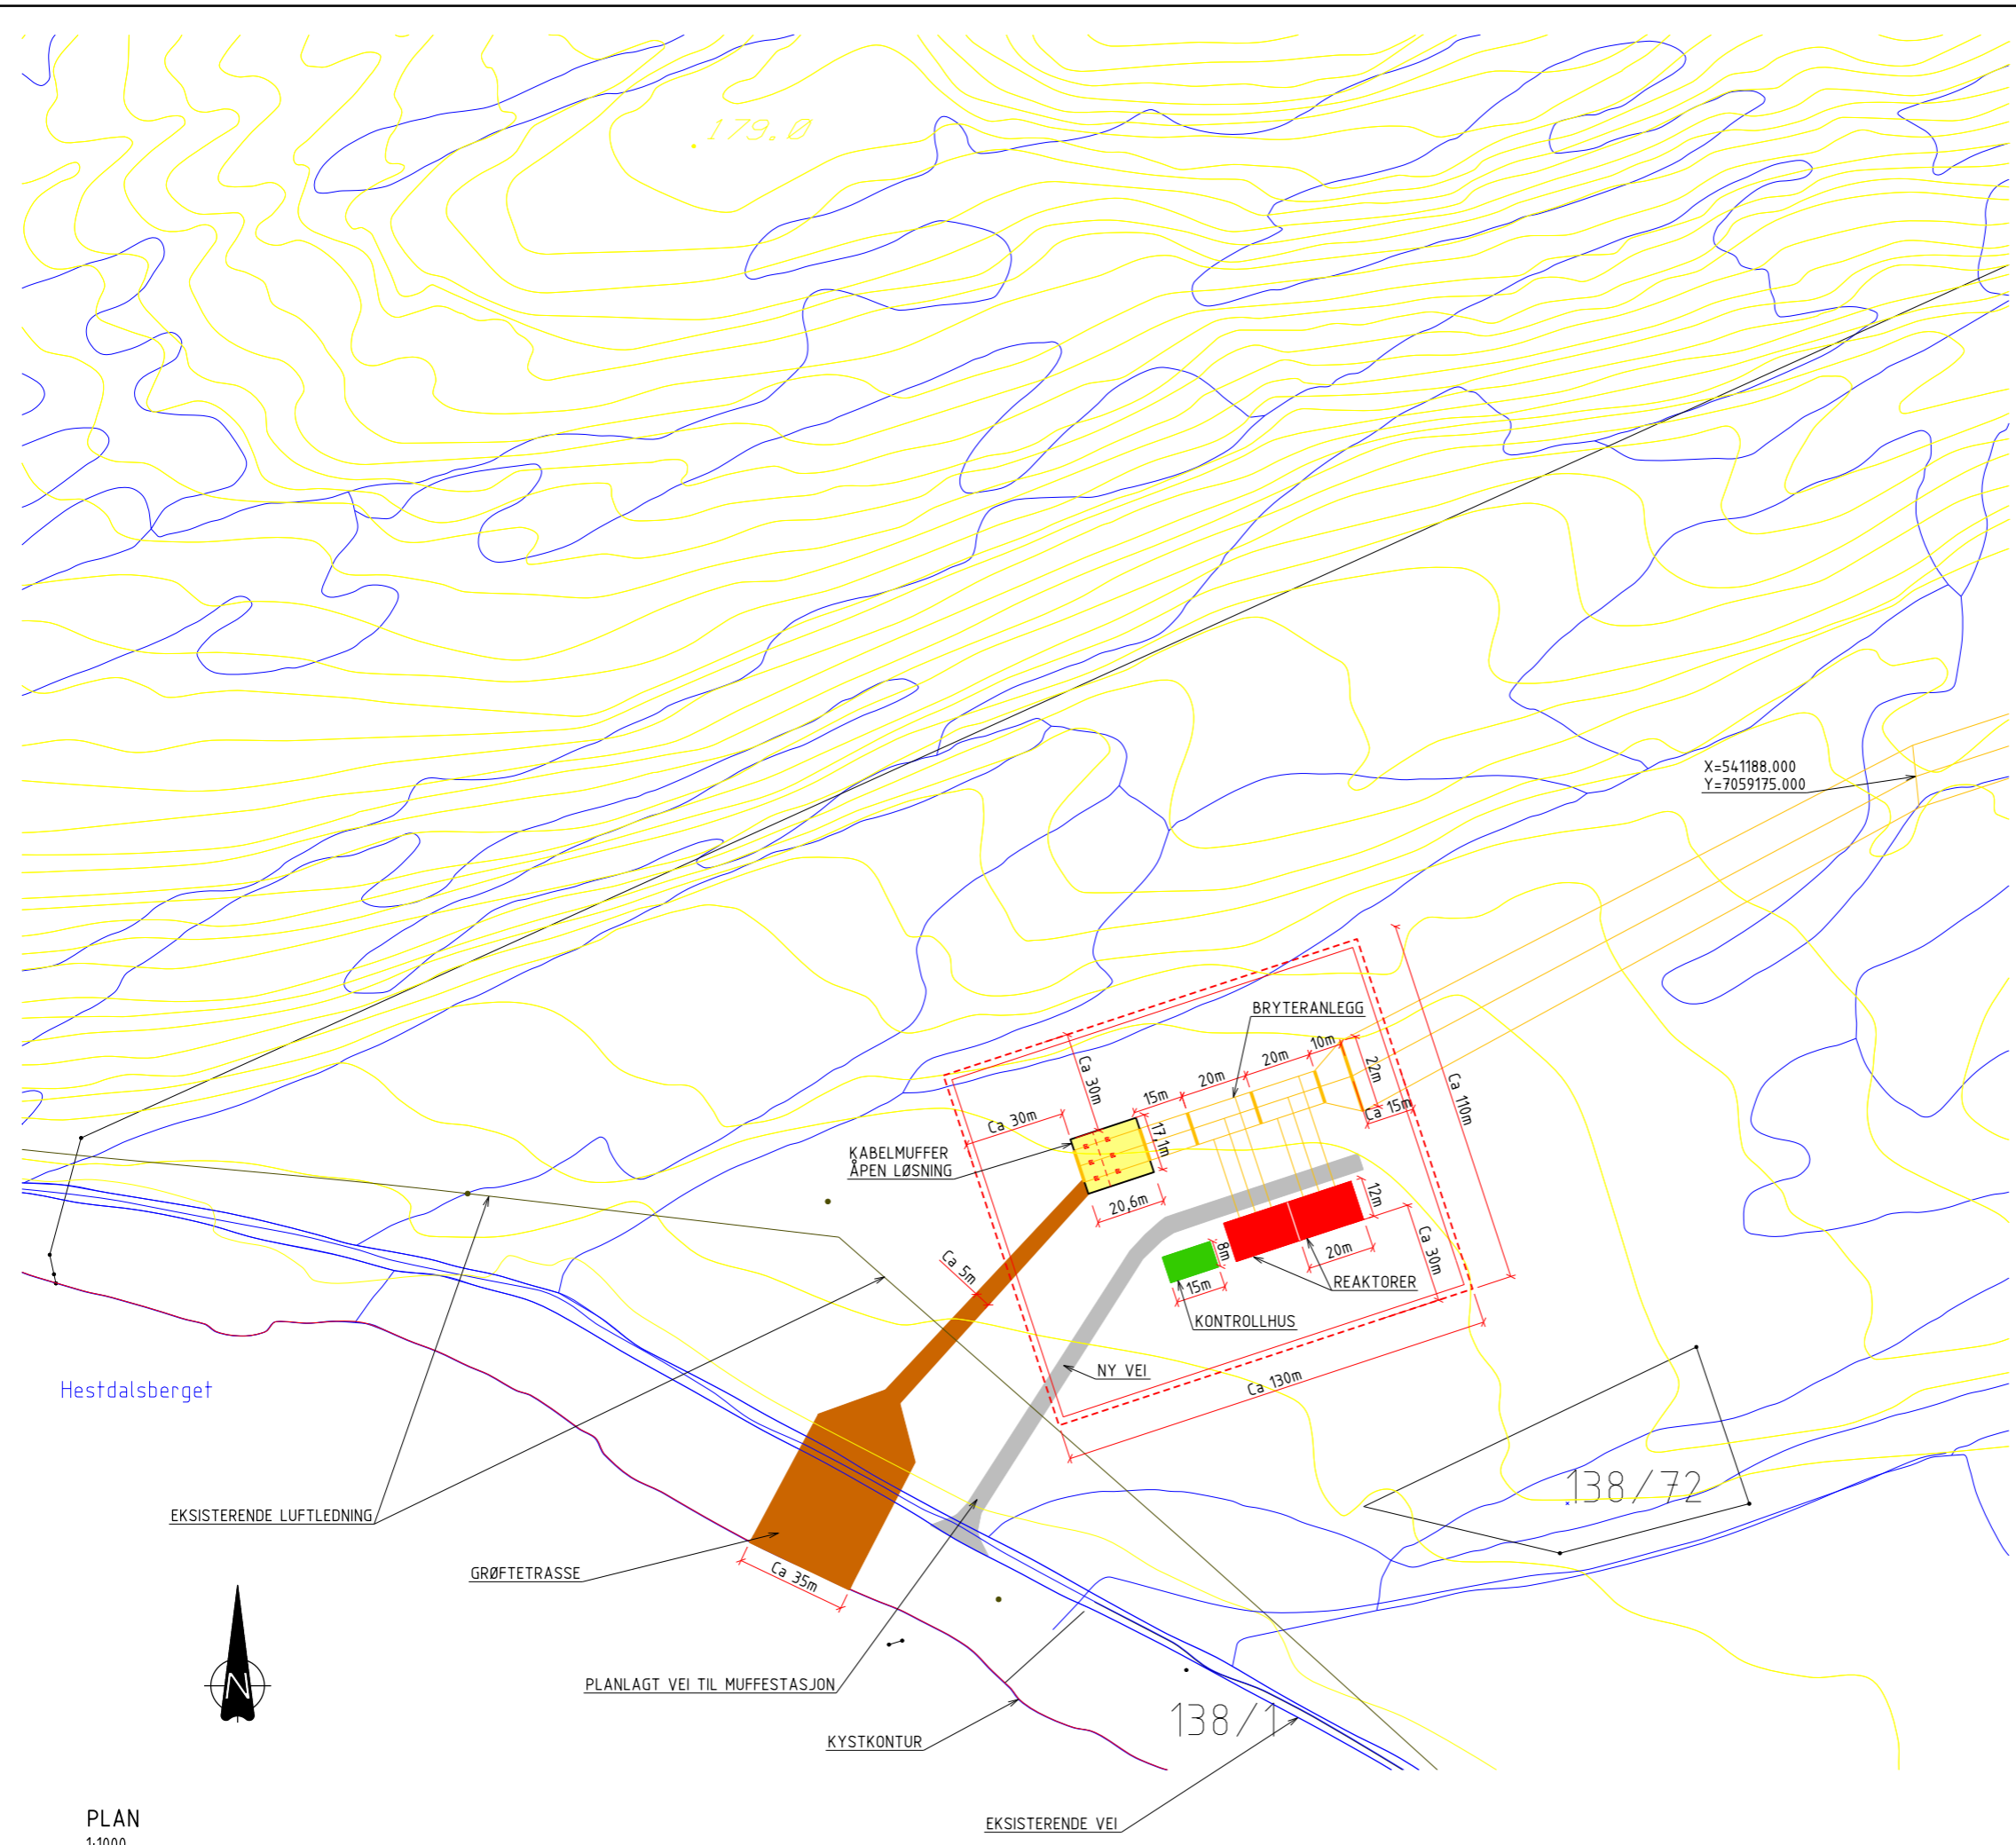 179.0
X=541188.000
Y=7059175.000
BRYTERANLEGG
10m
20m
20m
15m
22m
Ca 30m
Ca 15m
Ca 110m
Ca 30m
17,1m
KABELMUFFER
ÅPEN LØSNING
20,6m
12m
8m
20m
Ca 30m
Ca 5m
15m
REAKTORER
KONTROLLHUS
NY VEI
Ca 130m
Hestdalsberget
138/72
EKSISTERENDE LUFTLEDNING
GRØFTETRASSE
Ca 35m
N
PLANLAGT VEI TIL MUFFESTASJON
138/1
KYSTKONTUR
PLAN
1:1000
EKSISTERENDE VEI